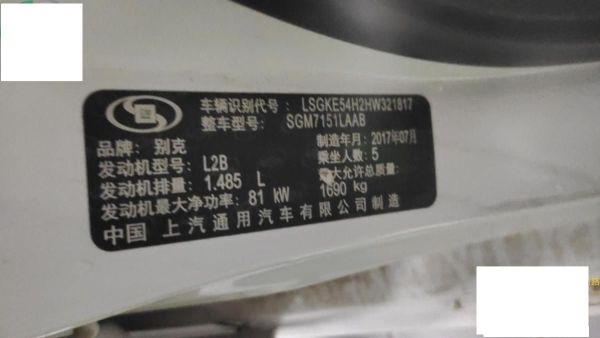 车辆识别代号: LSGKE54H2HW321817
整车型号: SGM7151LAAB
品牌: 别克
制造年月: 2017年07月
发动机型号: L2B
乘坐人数: 5
发动机排量: 1.485 L
大允许总质量:
发动机最大净功率: 81 kW
1690 kg
中国 上汽通用汽车有限公司制造